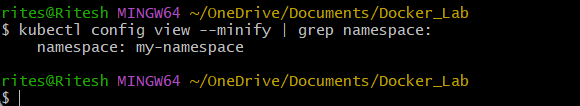 rites@Ritesh MINGW64 ~/OneDrive/Documents/Docker_Lab
$ kubectl config view --minify | grep namespace:
    namespace: my-namespace

rites@Ritesh MINGW64 ~/OneDrive/Documents/Docker_Lab
$